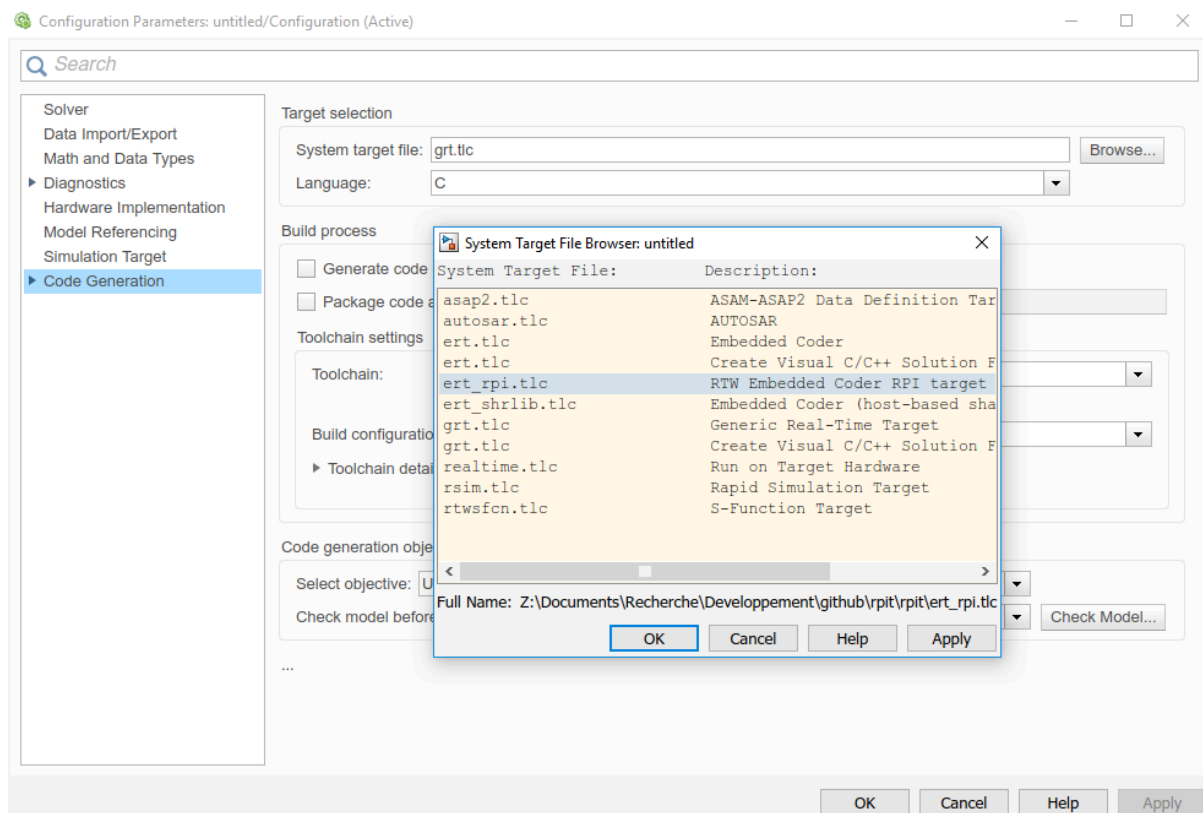 Configuration Parameters: untitled/Configuration (Active)
Search
Solver
Data Import/Export
Math and Data Types
Diagnostics
Hardware Implementation
Model Referencing
Simulation Target
Code Generation
Target selection
System target file: grt.tlc Browse...
Language: C
Build process
Generate code
Package code a
Toolchain settings
Toolchain:
Build configuratio
Toolchain detai
Code generation obje
Select objective: U
Check model before Check Model...
...
System Target File Browser: untitled
System Target File: Description:
asap2.tlc ASAM-ASAP2 Data Definition Tar
autosar.tlc AUTOSAR
ert.tlc Embedded Coder
ert.tlc Create Visual C/C++ Solution F
ert_rpi.tlc RTW Embedded Coder RPI target
ert_shrlib.tlc Embedded Coder (host-based sha
grt.tlc Generic Real-Time Target
grt.tlc Create Visual C/C++ Solution F
realtime.tlc Run on Target Hardware
rsim.tlc Rapid Simulation Target
rtwsfcn.tlc S-Function Target
Full Name: Z:\Documents\Recherche\Developpement\github\rpit\rpit\ert_rpi.tlc
OK Cancel Help Apply
OK Cancel Help Apply